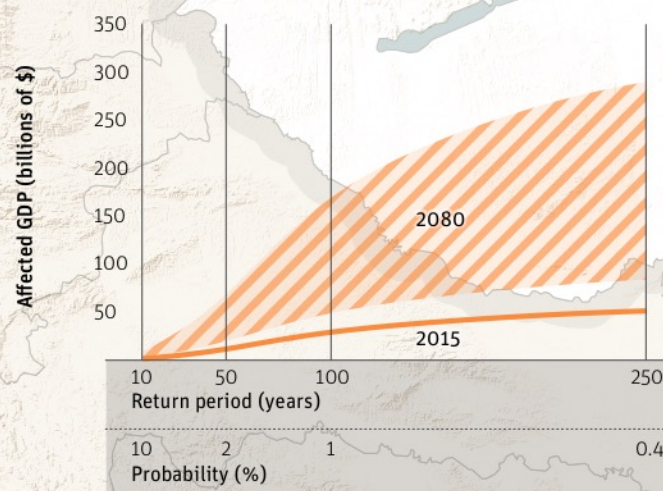 Affected GDP (billions of $)
350
300
250
200
150
100
50
2080
2015
10 50 100 250
Return period (years)
10 2 1 0.4
Probability (%)